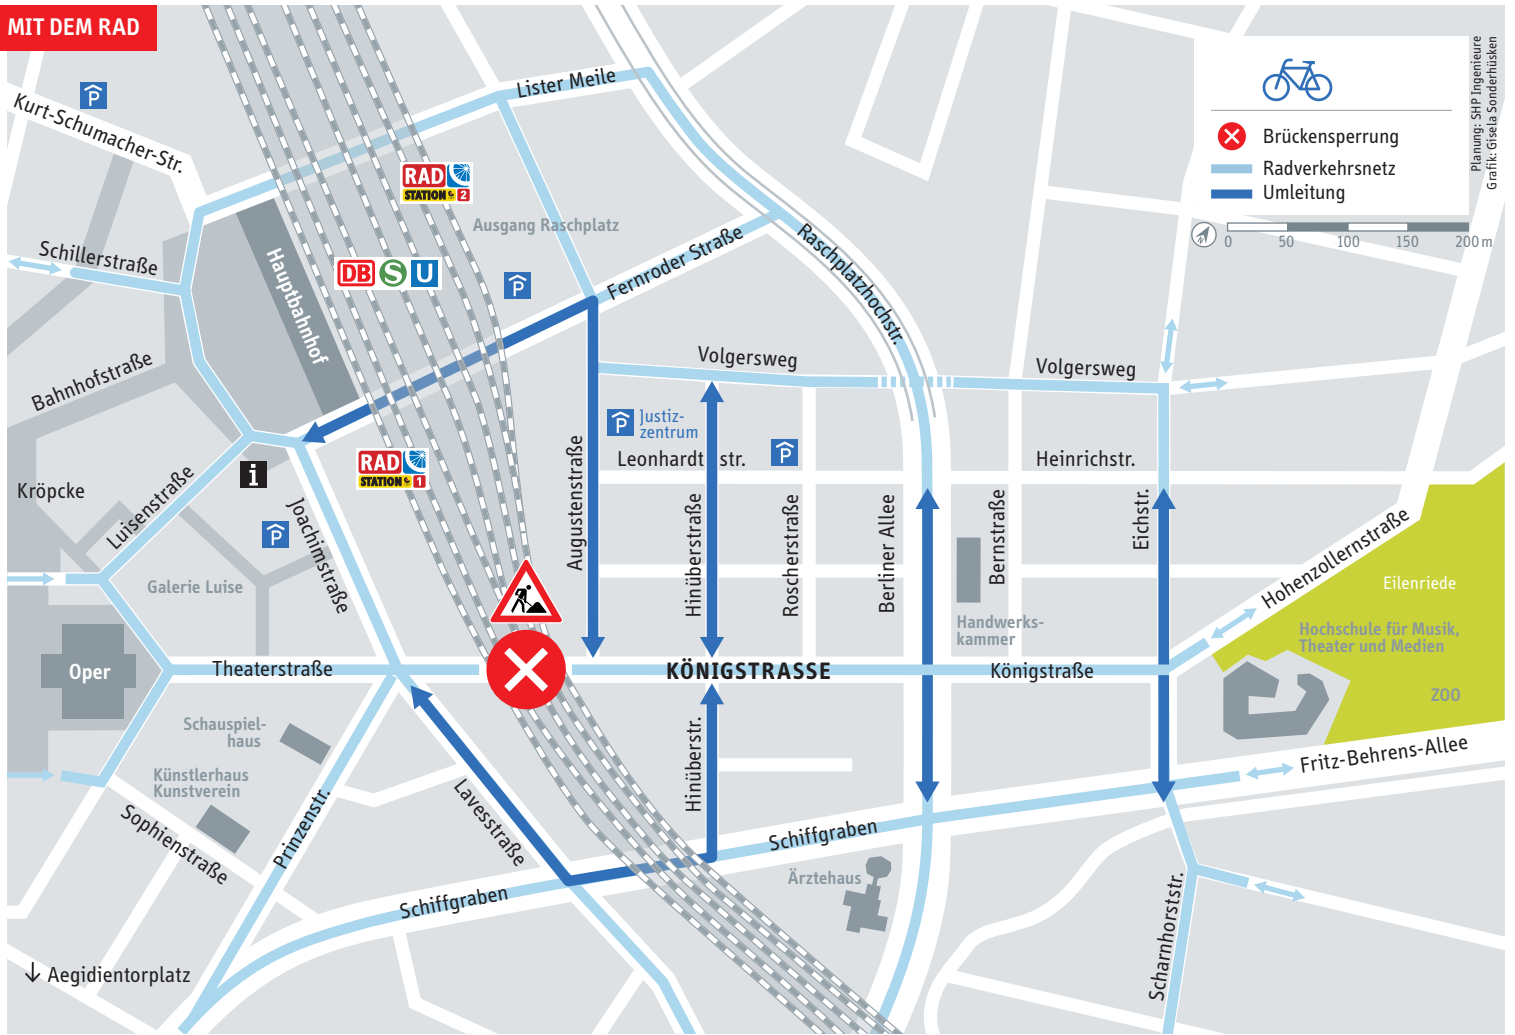 MIT DEM RAD
Kurt-Schumacher-Str.
Lister Meile
RAD
STATION 2
Ausgang Raschplatz
Schillerstraße
Hauptbahnhof
DB S U
P
Fernroder Straße
Raschplatzhochstr.
Brückensperrung
Radverkehrsnetz
Umleitung
0 50 100 150 200 m
Planung: SHP Ingenieure
Grafik: Gisela Sonderhüsken
Bahnhofstraße
Volgersweg
Volgersweg
P
P Justiz-
zentrum
Leonhardtstr.
P
Heinrichstr.
RAD
STATION 1
i
Kröpcke
Luisenstraße
P
Joachimstraße
Galerie Luise
Augustenstraße
Hinüberstraße
Roscherstraße
Berliner Allee
Bernstraße
Eichstr.
Hohenzollernstraße
Eilenriede
Handwerks-
kammer
Hochschule für Musik,
Theater und Medien
ZOO
Oper
Theaterstraße
KÖNIGSTRASSE
Königstraße
Schauspiel-
haus
Künstlerhaus
Kunstverein
Sophienstraße
Prinzenstr.
Lavesstraße
Hinüberstr.
Schiffgraben
Schiffgraben
Fritz-Behrens-Allee
Ärztehaus
Scharnhorststr.
↓ Aegidientorplatz